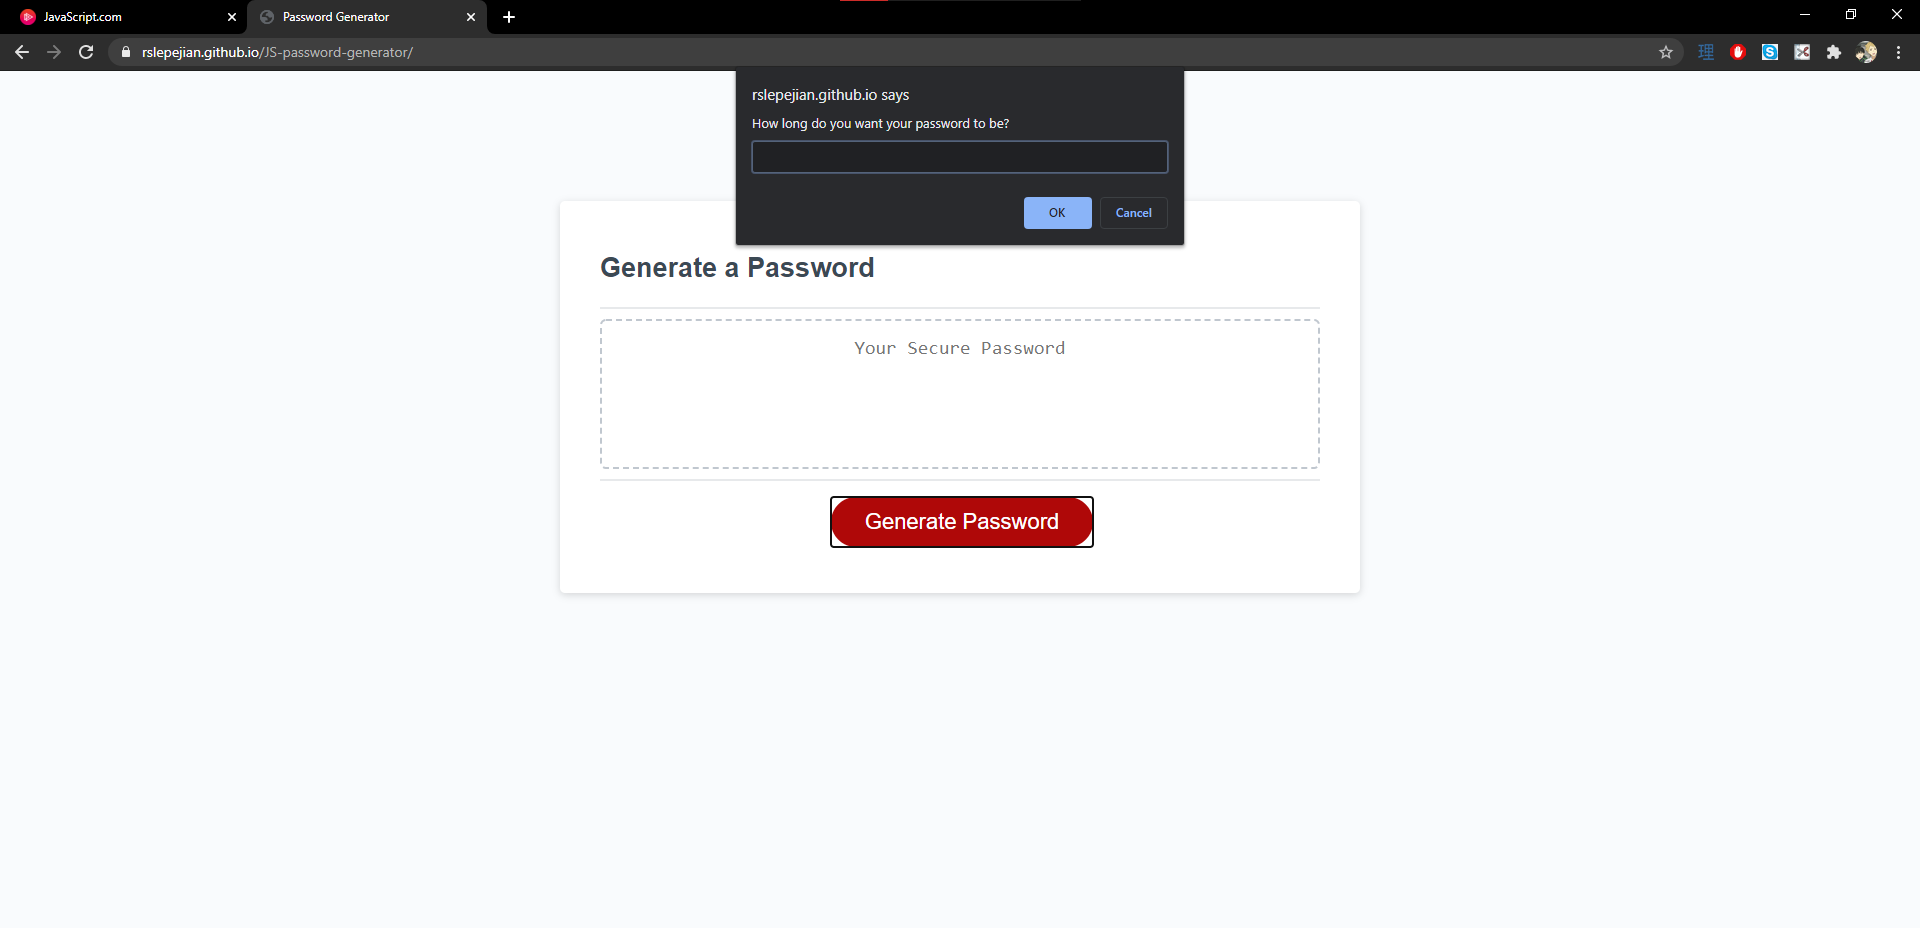 JavaScript.com
Password Generator
rslepejian.github.io/JS-password-generator/
理
S
rslepejian.github.io says
How long do you want your password to be?
OK
Cancel
Generate a Password
Your Secure Password
Generate Password